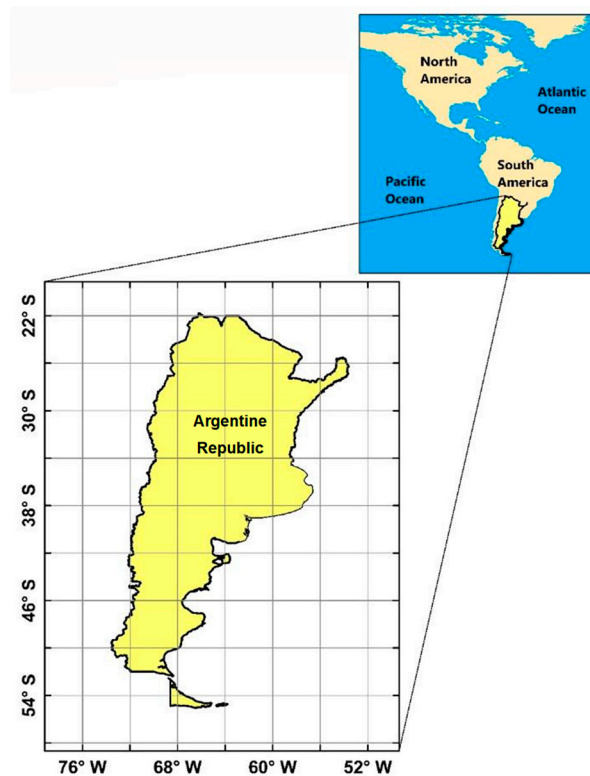 North
America
Atlantic
Ocean
South
America
Pacific
Ocean
22° S
30° S
38° S
46° S
54° S
Argentine
Republic
76° W
68° W
60° W
52° W